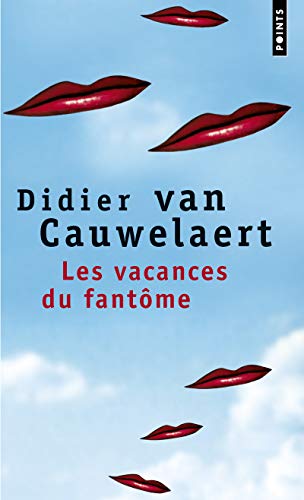 POINTS
Didier van
Cauwelaert
Les vacances
du fantôme